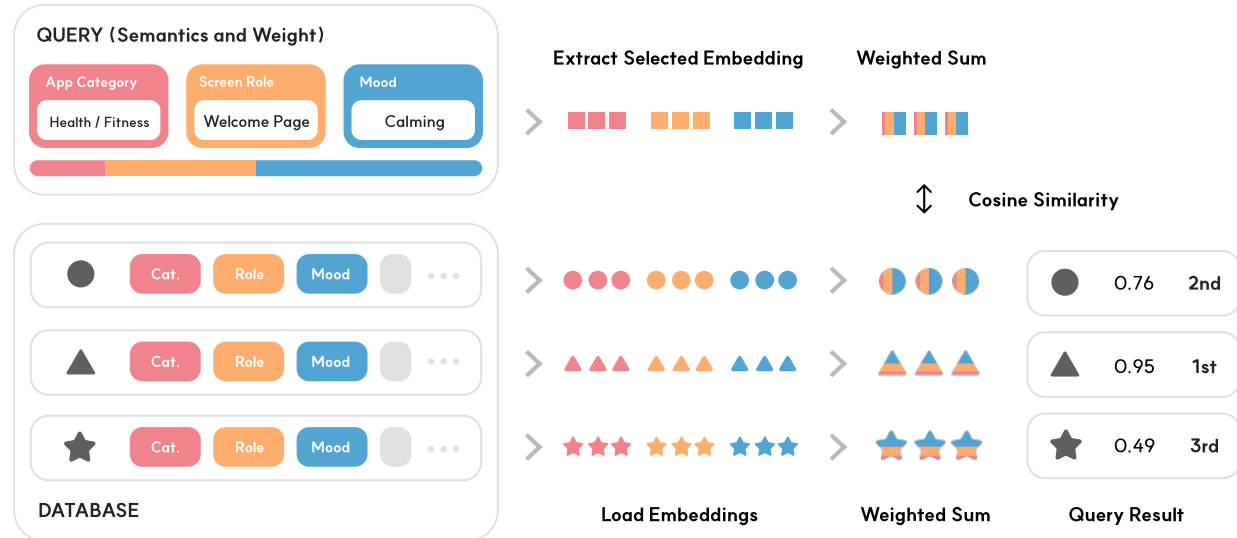 QUERY (Semantics and Weight)
App Category
Screen Role
Mood
Health / Fitness
Welcome Page
Calming
Extract Selected Embedding
Weighted Sum
Cosine Similarity
Cat.
Role
Mood
0.76
2nd
Cat.
Role
Mood
0.95
1st
Cat.
Role
Mood
0.49
3rd
DATABASE
Load Embeddings
Weighted Sum
Query Result